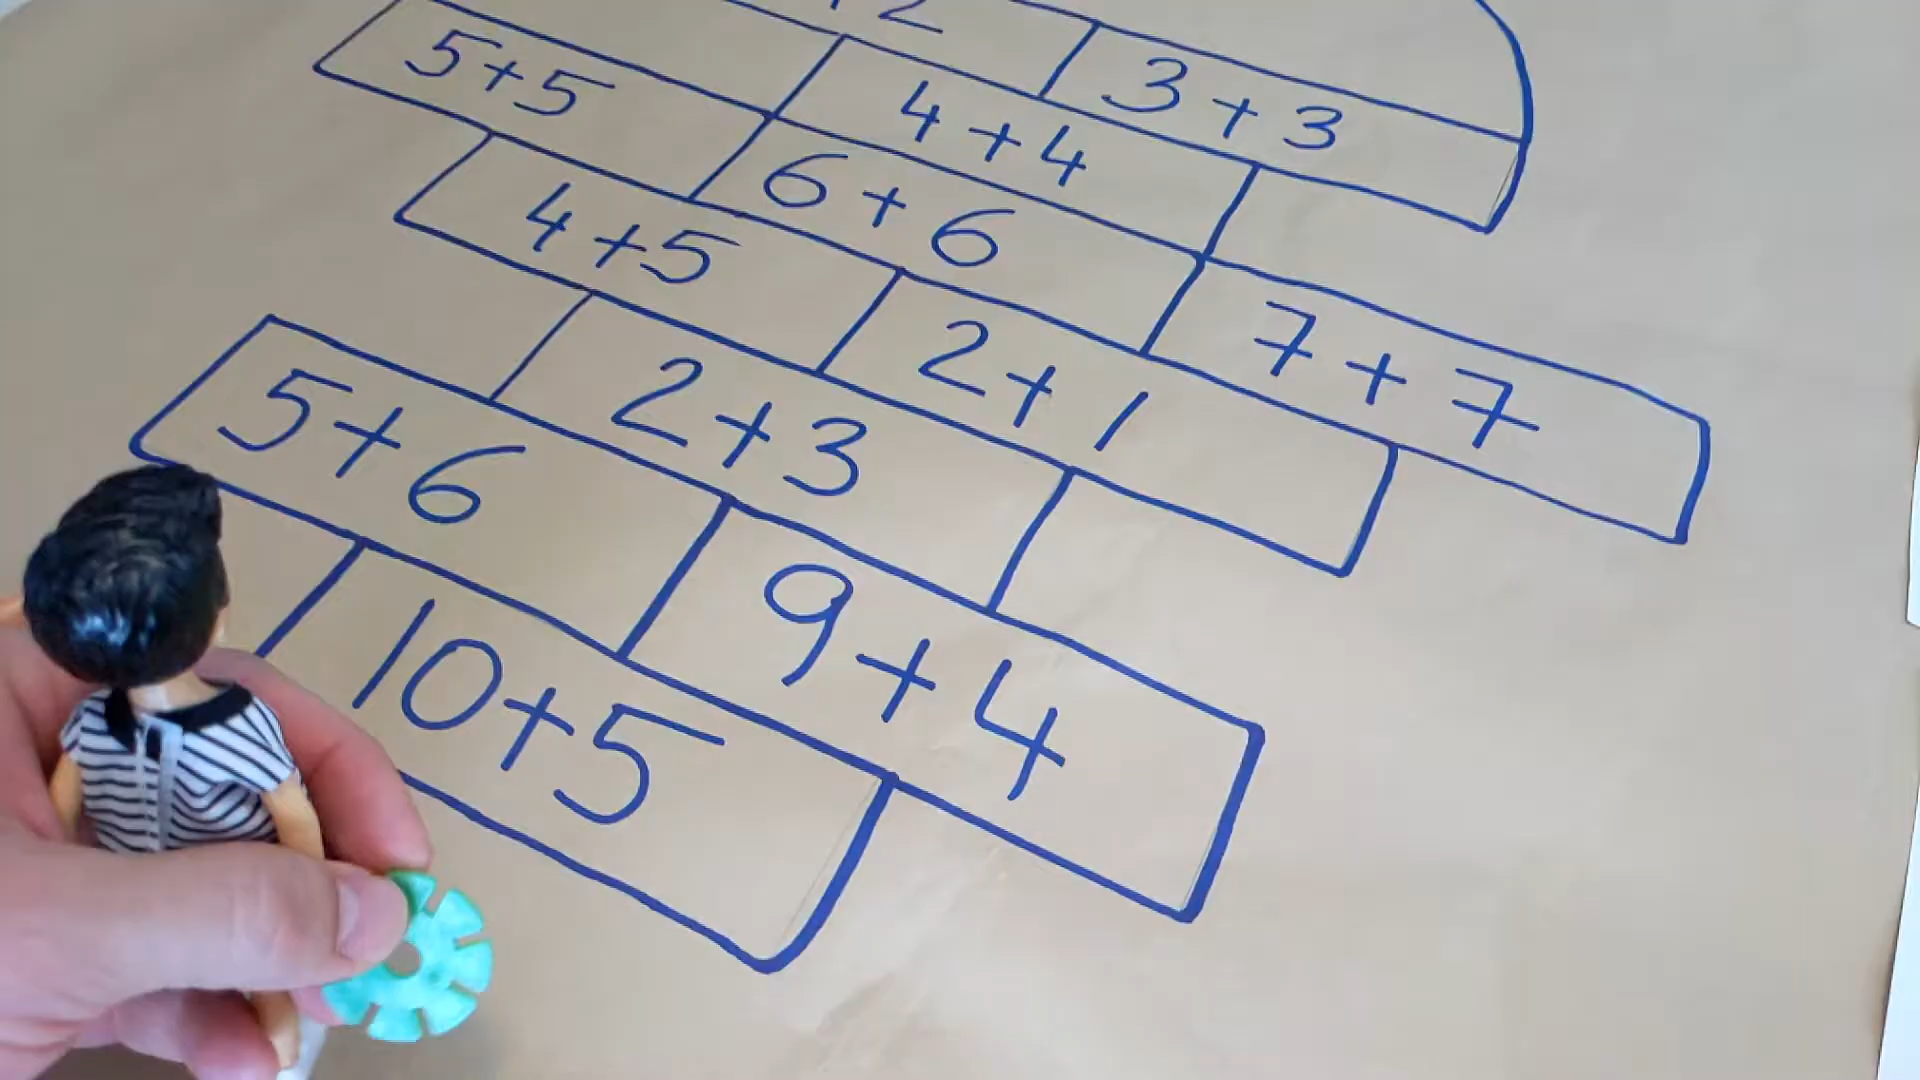 3 + 3
5 + 5
4 + 4
6 + 6
4 + 5
7 + 7
2 + 1
2 + 3
5 + 6
9 + 4
10 + 5